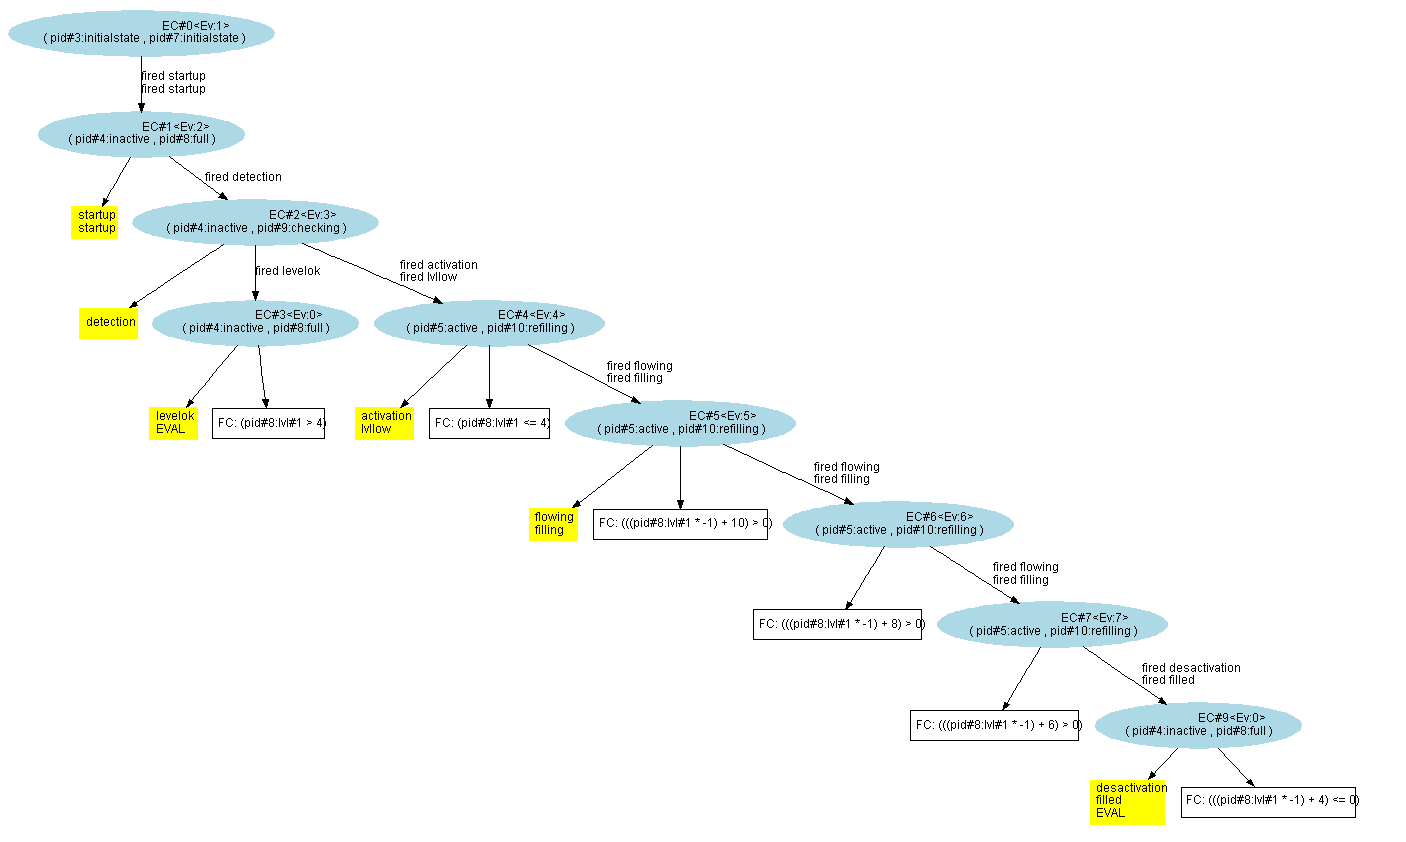 EC#0<Ev:1>
( pid#3:initialstate , pid#7:initialstate )
fired startup
fired startup
EC#1<Ev:2>
( pid#4:inactive , pid#8:full )
fired detection
startup
startup
EC#2<Ev:3>
( pid#4:inactive , pid#9:checking )
fired levelok
fired activation
fired lvllow
detection
EC#3<Ev:0>
( pid#4:inactive , pid#8:full )
EC#4<Ev:4>
( pid#5:active , pid#10:refilling )
fired flowing
fired filling
levelok
EVAL
FC: (pid#8:lvl#1 > 4)
activation
lvllow
FC: (pid#8:lvl#1 <= 4)
EC#5<Ev:5>
( pid#5:active , pid#10:refilling )
fired flowing
fired filling
flowing
filling
FC: (((pid#8:lvl#1 * -1) + 10) > 0)
EC#6<Ev:6>
( pid#5:active , pid#10:refilling )
fired flowing
fired filling
FC: (((pid#8:lvl#1 * -1) + 8) > 0)
EC#7<Ev:7>
( pid#5:active , pid#10:refilling )
fired desactivation
fired filled
FC: (((pid#8:lvl#1 * -1) + 6) > 0)
EC#9<Ev:0>
( pid#4:inactive , pid#8:full )
desactivation
filled
EVAL
FC: (((pid#8:lvl#1 * -1) + 4) <= 0)